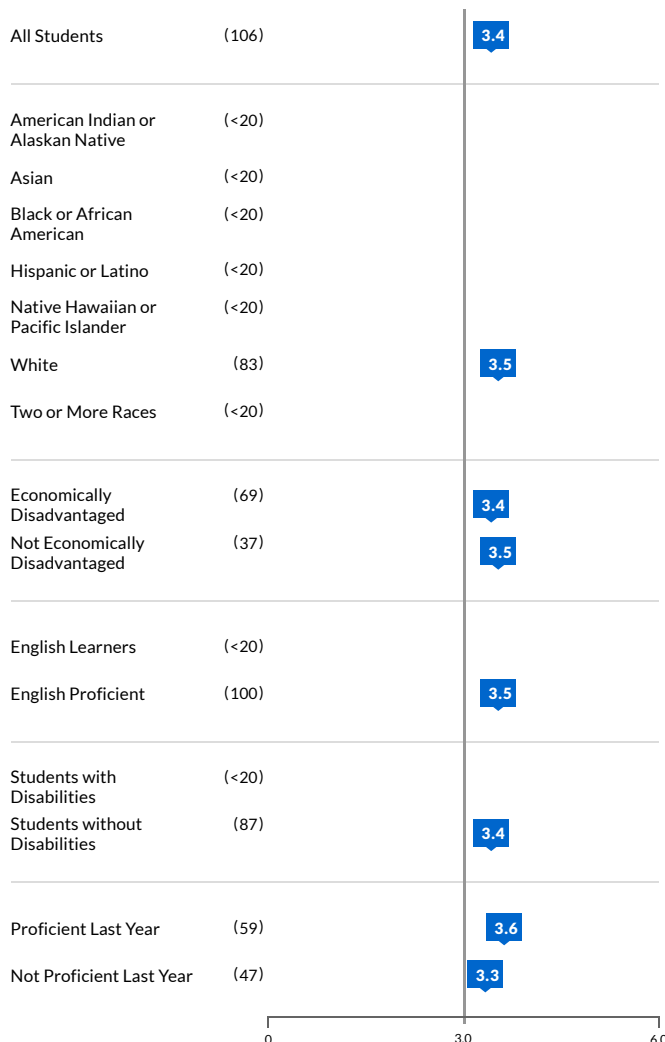 All Students (106) 3.4
American Indian or
Alaskan Native (<20)
Asian (<20)
Black or African
American (<20)
Hispanic or Latino (<20)
Native Hawaiian or
Pacific Islander (<20)
White (83) 3.5
Two or More Races (<20)
Economically
Disadvantaged (69) 3.4
Not Economically
Disadvantaged (37) 3.5
English Learners (<20)
English Proficient (100) 3.5
Students with
Disabilities (<20)
Students without
Disabilities (87) 3.4
Proficient Last Year (59) 3.6
Not Proficient Last Year (47) 3.3
0 3.0 6.0